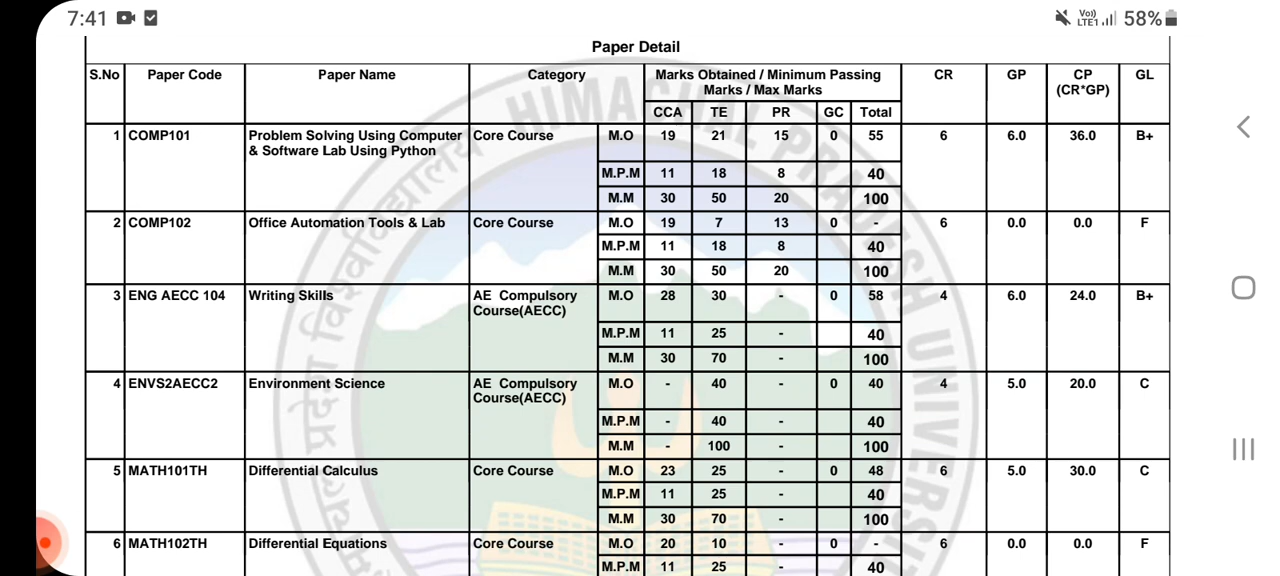 7:41
Vo))
LTE1 58%
Paper Detail
S.No Paper Code Paper Name Category Marks Obtained / Minimum Passing Marks / Max Marks CR GP CP (CR*GP) GL
CCA TE PR GC Total
1 COMP101 Problem Solving Using Computer & Software Lab Using Python Core Course M.O 19 21 15 0 55 6 6.0 36.0 B+
M.P.M 11 18 8 40
M.M 30 50 20 100
2 COMP102 Office Automation Tools & Lab Core Course M.O 19 7 13 0 - 6 0.0 0.0 F
M.P.M 11 18 8 40
M.M 30 50 20 100
3 ENG AECC 104 Writing Skills AE Compulsory Course(AECC) M.O 28 30 - 0 58 4 6.0 24.0 B+
M.P.M 11 25 - 40
M.M 30 70 - 100
4 ENVS2AECC2 Environment Science AE Compulsory Course(AECC) M.O - 40 - 0 40 4 5.0 20.0 C
M.P.M - 40 - 40
M.M - 100 - 100
5 MATH101TH Differential Calculus Core Course M.O 23 25 - 0 48 6 5.0 30.0 C
M.P.M 11 25 - 40
M.M 30 70 - 100
6 MATH102TH Differential Equations Core Course M.O 20 10 - 0 - 6 0.0 0.0 F
M.P.M 11 25 - 40
HIMACHAL PRADESH UNIVERSITY
प्रदेश विश्वविद्यालय